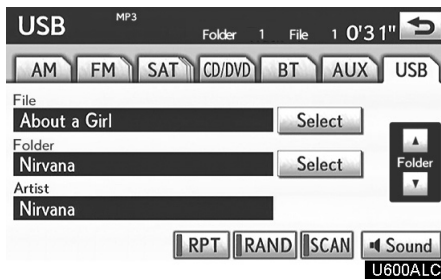 USB MP3 Folder 1 File 1 0'31"
AM FM SAT CD/DVD BT AUX USB
File
About a Girl Select
Folder
Nirvana Select
Folder
Artist
Nirvana
RPT RAND SCAN Sound
U600ALC